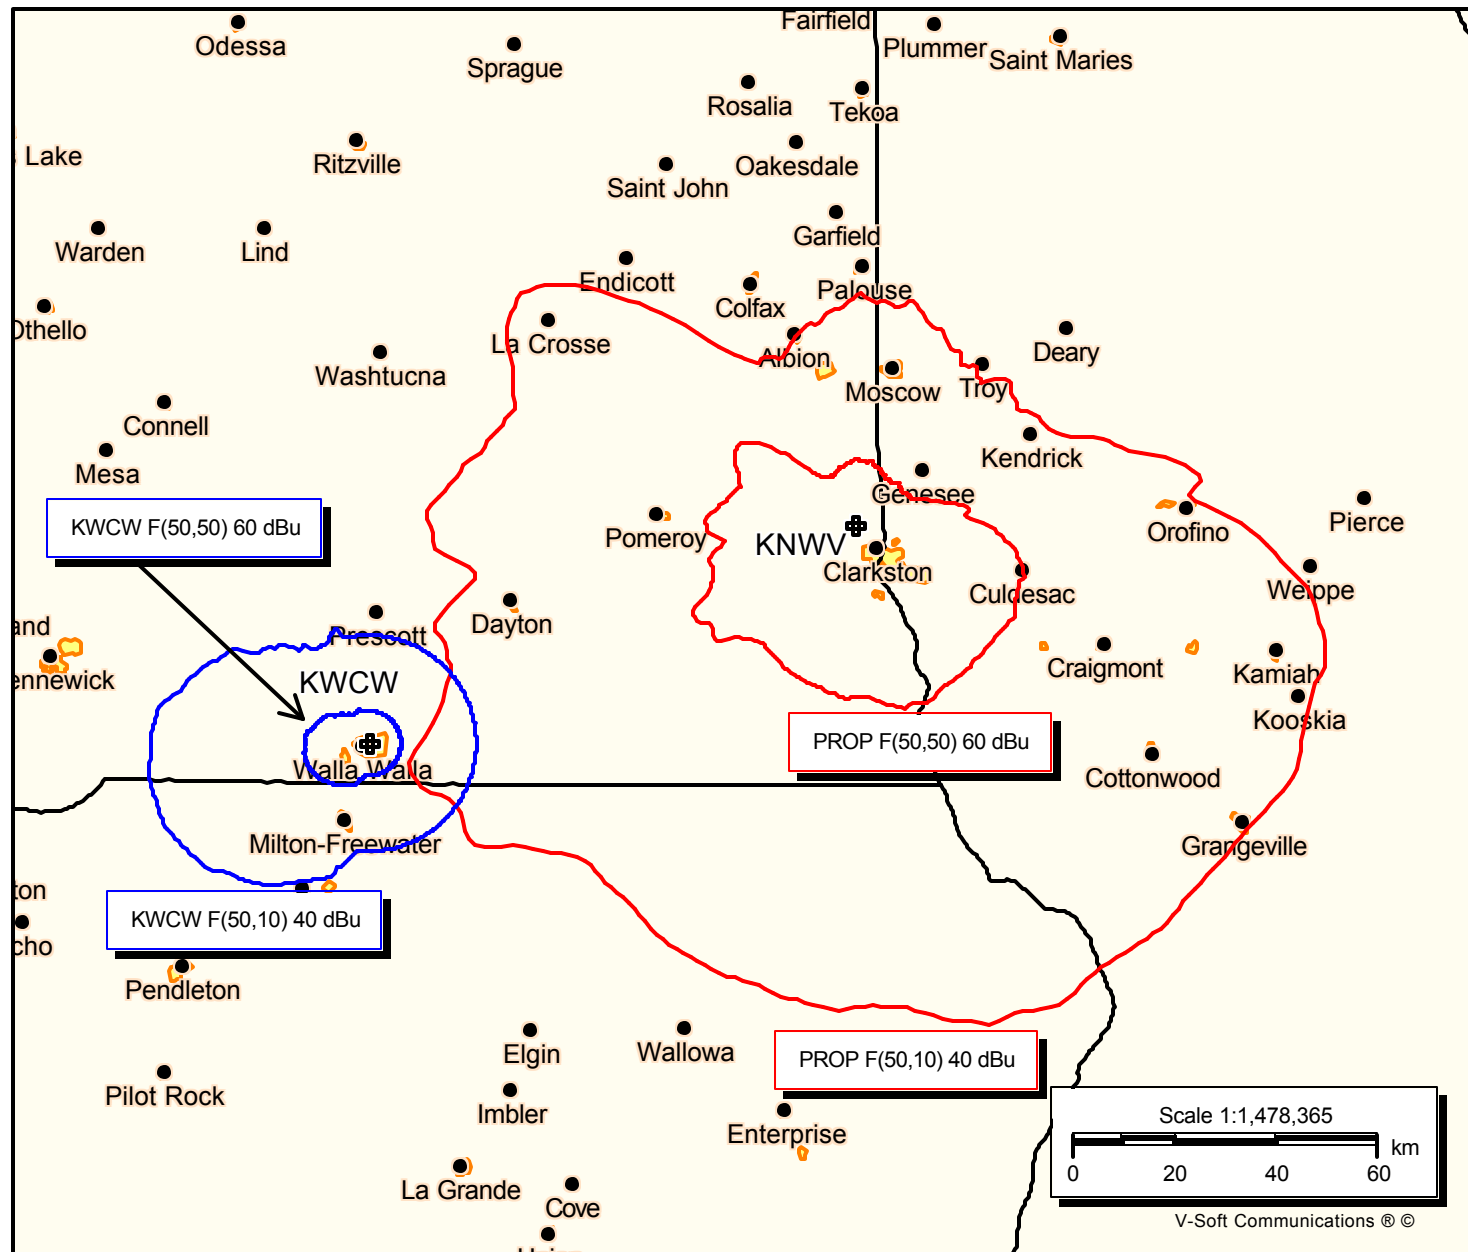 Fairfield
Odessa
Sprague
Plummer
Saint Maries
Rosalia
Tekoa
Lake
Ritzville
Oakesdale
Saint John
Garfield
Warden
Lind
Endicott
Palouse
Colfax
Othello
La Crosse
Albion
Deary
Washtucna
Moscow
Troy
Connell
Kendrick
Mesa
Genesee
KWCW F(50,50) 60 dBu
Pomeroy
KNWV
Orofino
Pierce
Clarkston
Culdesac
Weippe
and
Prescott
Dayton
Craigmont
Kamiah
ennewick
KWCW
Kooskia
PROP F(50,50) 60 dBu
Walla Walla
Cottonwood
Milton-Freewater
Grangeville
ton
KWCW F(50,10) 40 dBu
cho
Pendleton
Elgin
Wallowa
PROP F(50,10) 40 dBu
Pilot Rock
Imbler
Enterprise
Scale 1:1,478,365
km
0 20 40 60
La Grande
Cove
V-Soft Communications ® ©